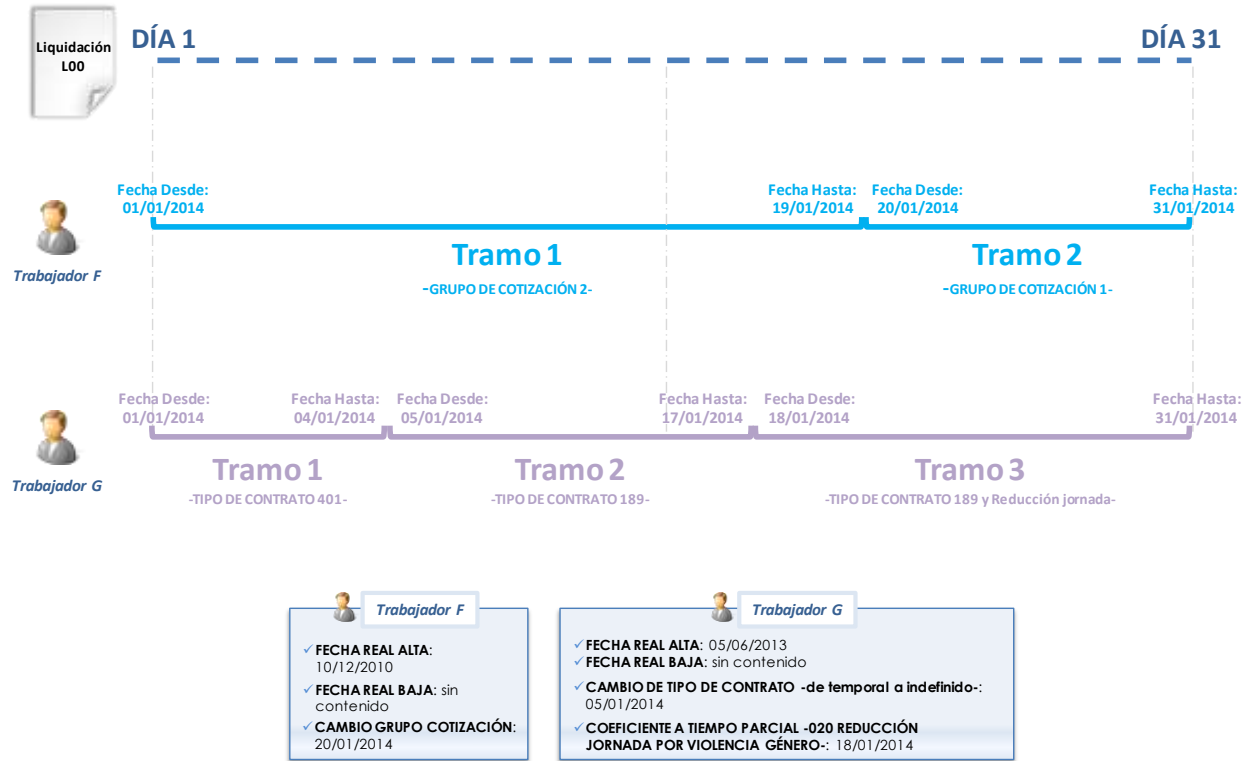 Liquidación
L00
DÍA 1
DÍA 31
Fecha Desde:
01/01/2014
Fecha Hasta:
19/01/2014
Fecha Desde:
20/01/2014
Fecha Hasta:
31/01/2014
Trabajador F
Tramo 1
-GRUPO DE COTIZACIÓN 2-
Tramo 2
-GRUPO DE COTIZACIÓN 1-
Fecha Desde:
01/01/2014
Fecha Hasta:
04/01/2014
Fecha Desde:
05/01/2014
Fecha Hasta:
17/01/2014
Fecha Desde:
18/01/2014
Fecha Hasta:
31/01/2014
Trabajador G
Tramo 1
-TIPO DE CONTRATO 401-
Tramo 2
-TIPO DE CONTRATO 189-
Tramo 3
-TIPO DE CONTRATO 189 y Reducción jornada-
Trabajador F
✓FECHA REAL ALTA:
10/12/2010
✓FECHA REAL BAJA: sin
contenido
✓CAMBIO GRUPO COTIZACIÓN:
20/01/2014
Trabajador G
✓FECHA REAL ALTA: 05/06/2013
✓FECHA REAL BAJA: sin contenido
✓CAMBIO DE TIPO DE CONTRATO -de temporal a indefinido-:
05/01/2014
✓COEFICIENTE A TIEMPO PARCIAL -020 REDUCCIÓN
JORNADA POR VIOLENCIA GÉNERO-: 18/01/2014